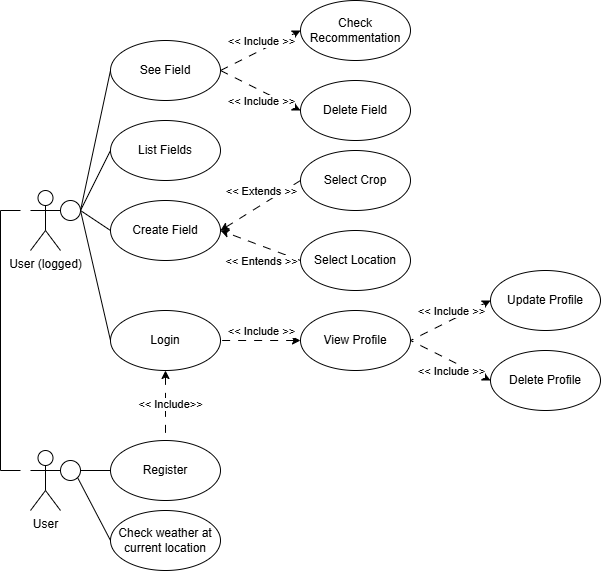 Check
Recommentation
<< Include >>
See Field
<< Include >>
Delete Field
List Fields
Select Crop
<< Extends >>
Create Field
User (logged)
<< Entends >>
Select Location
Update Profile
<< Include >>
Login
<< Include >>
View Profile
<< Include >>
Delete Profile
<< Include>>
Register
User
Check weather at
current location